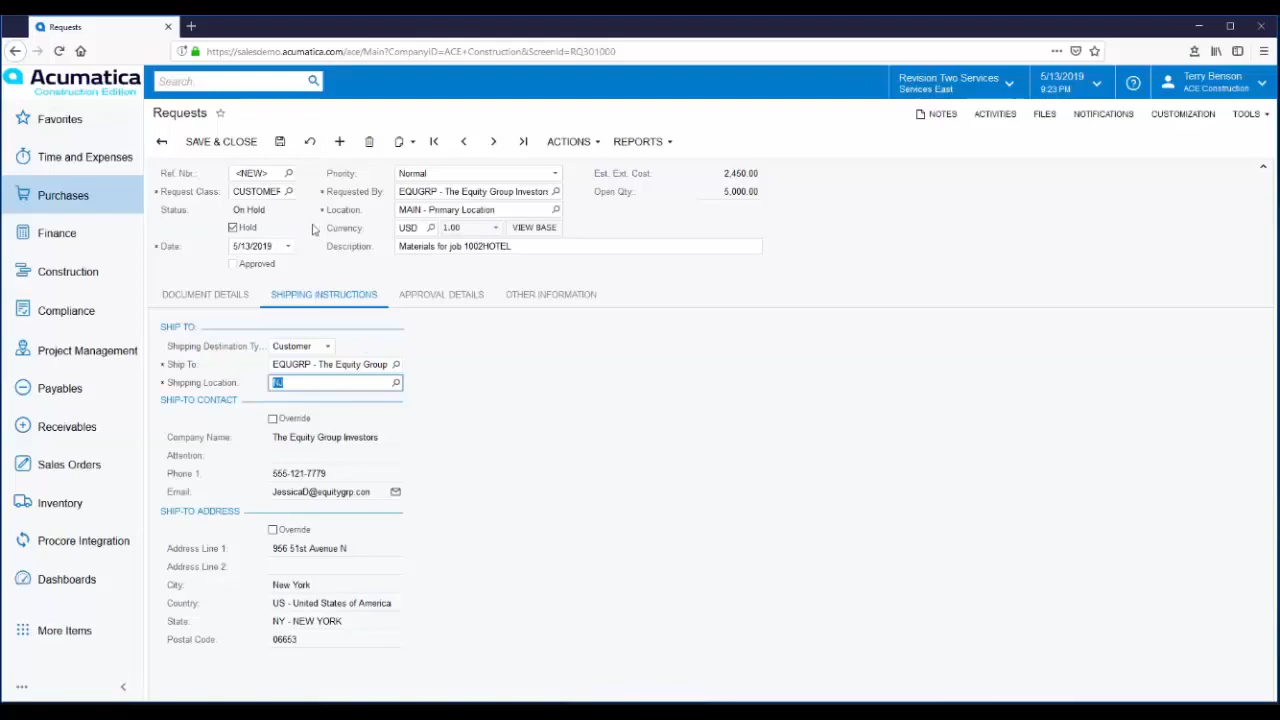 Requests
https://salesdemo.acumatica.com/ace/Main?CompanyID=ACE+Construction&ScreenId=RQ301000
Acumatica
Construction Edition
Search...
Revision Two Services
Services East
5/13/2019
9:23 PM
Terry Benson
ACE Construction
Favorites
Time and Expenses
Purchases
Finance
Construction
Compliance
Project Management
Payables
Receivables
Sales Orders
Inventory
Procore Integration
Dashboards
More Items
Requests
NOTES ACTIVITIES FILES NOTIFICATIONS CUSTOMIZATION TOOLS
SAVE & CLOSE ACTIONS REPORTS
Ref. Nbr.: <NEW> Priority: Normal Est. Ext. Cost: 2,450.00
* Request Class: CUSTOMER * Requested By: EQUGRP - The Equity Group Investors Open Qty.: 5,000.00
Status: On Hold * Location: MAIN - Primary Location
Hold Currency: USD 1.00 VIEW BASE
* Date: 5/13/2019 Description: Materials for job 1002HOTEL
Approved
DOCUMENT DETAILS SHIPPING INSTRUCTIONS APPROVAL DETAILS OTHER INFORMATION
SHIP TO:
Shipping Destination Ty... Customer
* Ship To: EQUGRP - The Equity Group
* Shipping Location:
SHIP-TO CONTACT
Override
Company Name: The Equity Group Investors
Attention:
Phone 1: 555-121-7779
Email: JessicaD@equitygrp.con
SHIP-TO ADDRESS
Override
Address Line 1: 956 51st Avenue N
Address Line 2:
City: New York
Country: US - United States of America
State: NY - NEW YORK
Postal Code: 06653